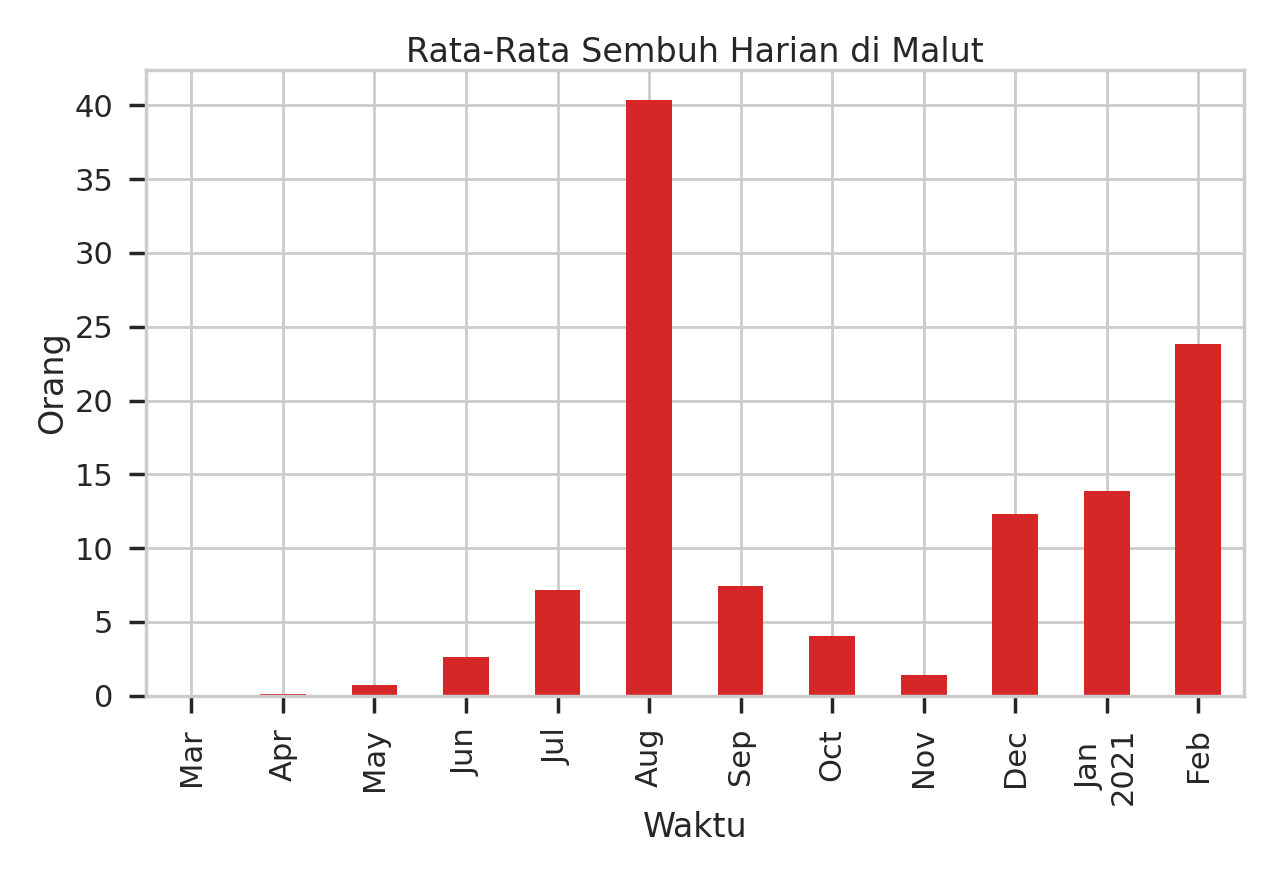 Rata-Rata Sembuh Harian di Malut
40
35
30
25
20
15
10
5
0
Orang
Mar
Apr
May
Jun
Jul
Aug
Sep
Oct
Nov
Dec
Jan
2021
Feb
Waktu